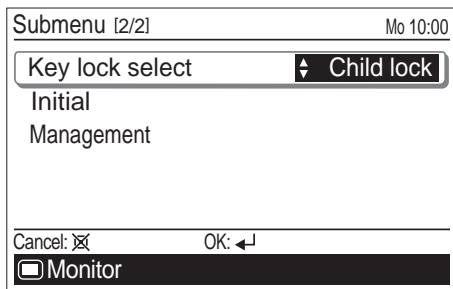 Submenu [2/2] Mo 10:00
Key lock select Child lock
Initial
Management
Cancel: OK:
Monitor